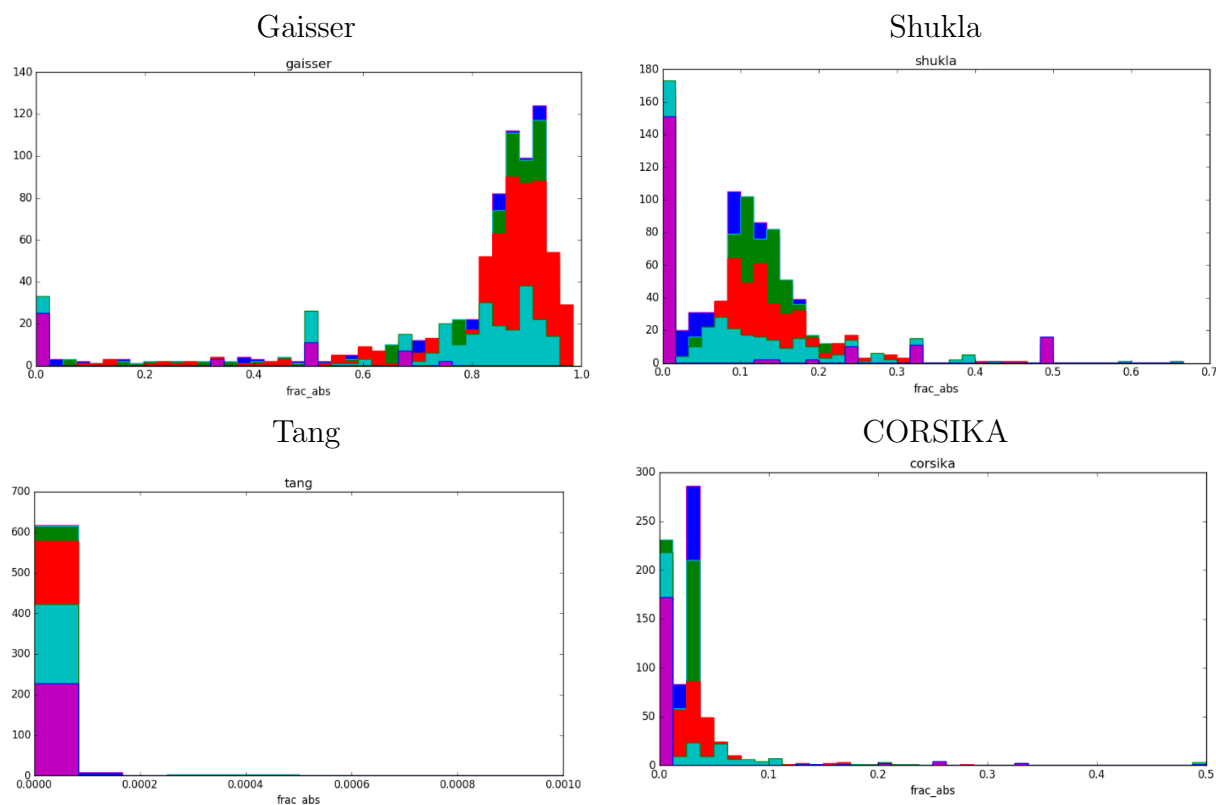 Gaisser
Shukla
gaisser
140
120
100
80
60
40
20
0
0.0 0.2 0.4 0.6 0.8 1.0
frac_abs
shukla
180
160
140
120
100
80
60
40
20
0
0.0 0.1 0.2 0.3 0.4 0.5 0.6 0.7
frac_abs
Tang
CORSIKA
tang
700
600
500
400
300
200
100
0
0.0000 0.0002 0.0004 0.0006 0.0008 0.0010
frac_abs
corsika
300
250
200
150
100
50
0
0.0 0.1 0.2 0.3 0.4 0.5
frac_abs